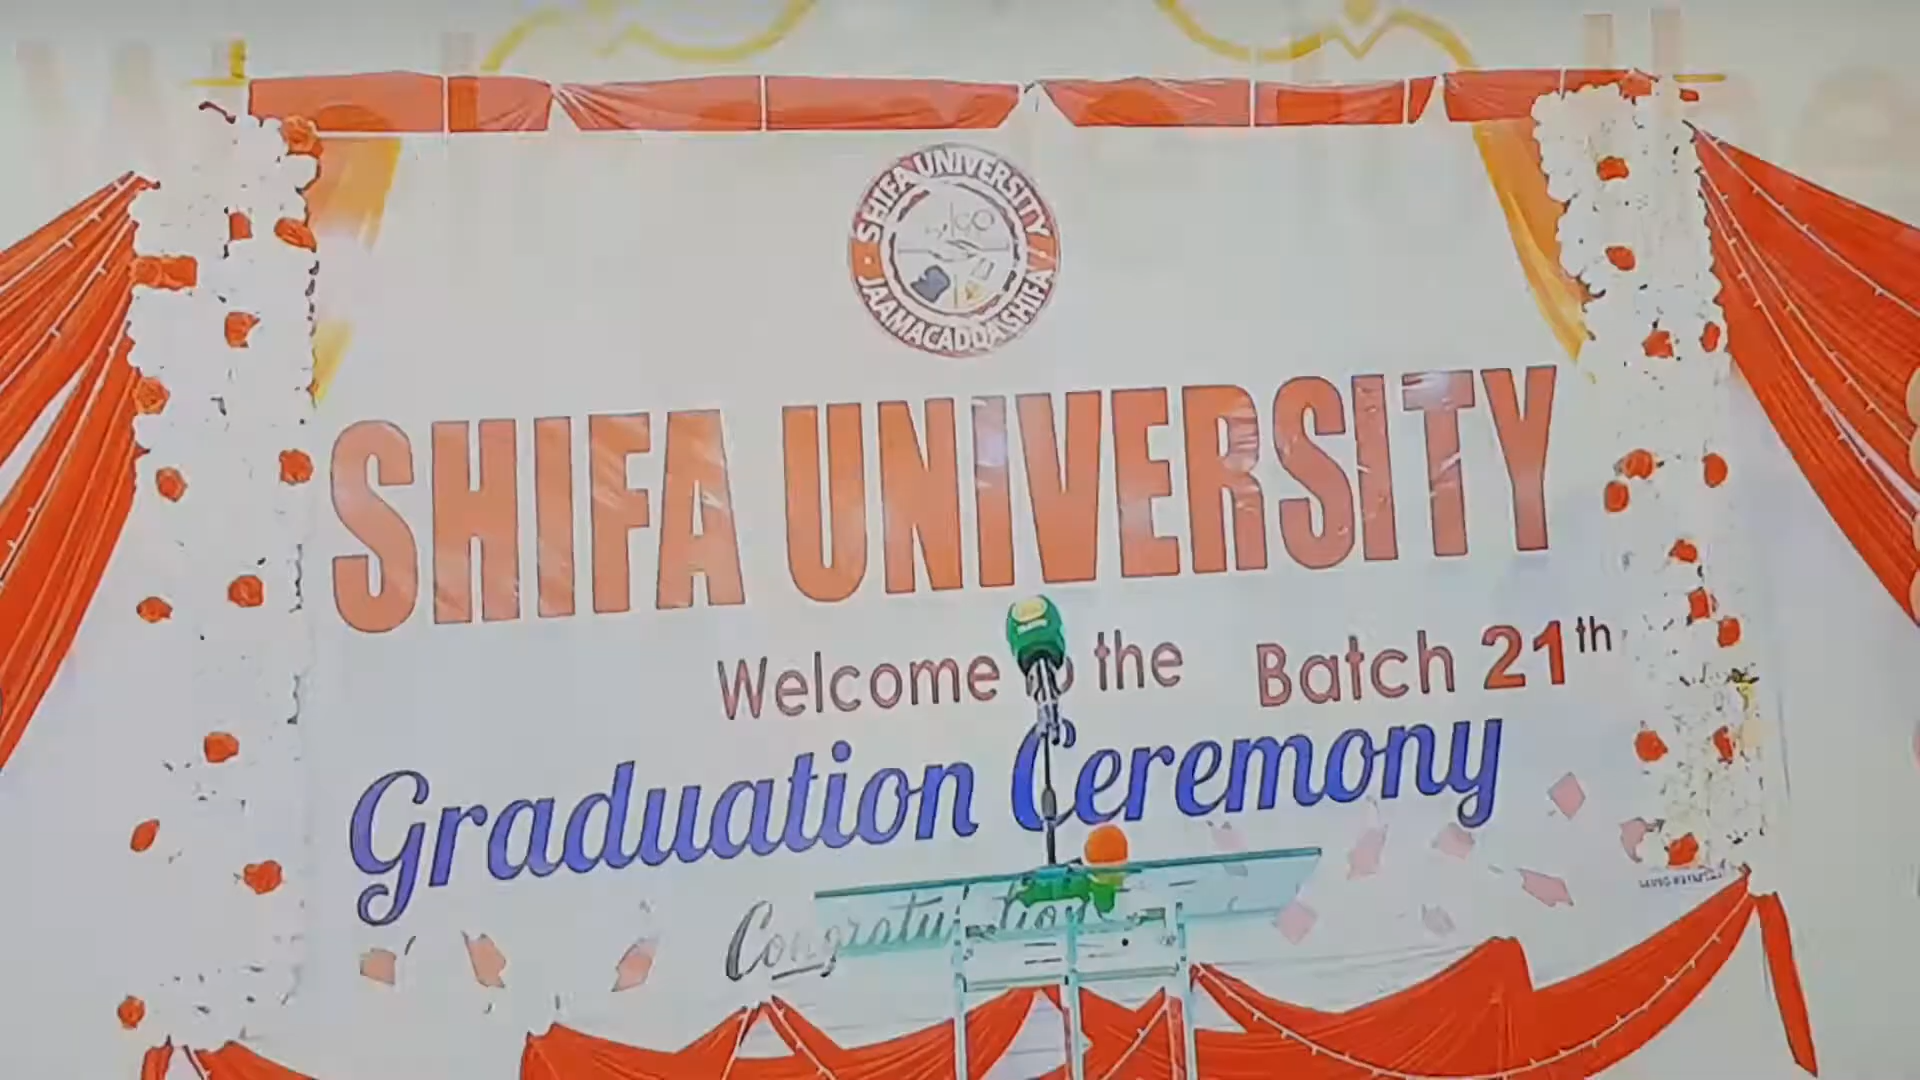 SHIFA UNIVERSITY
JAAMACADDA SHIFA
SHIFA UNIVERSITY
Welcome the Batch 21th
Graduation Ceremony